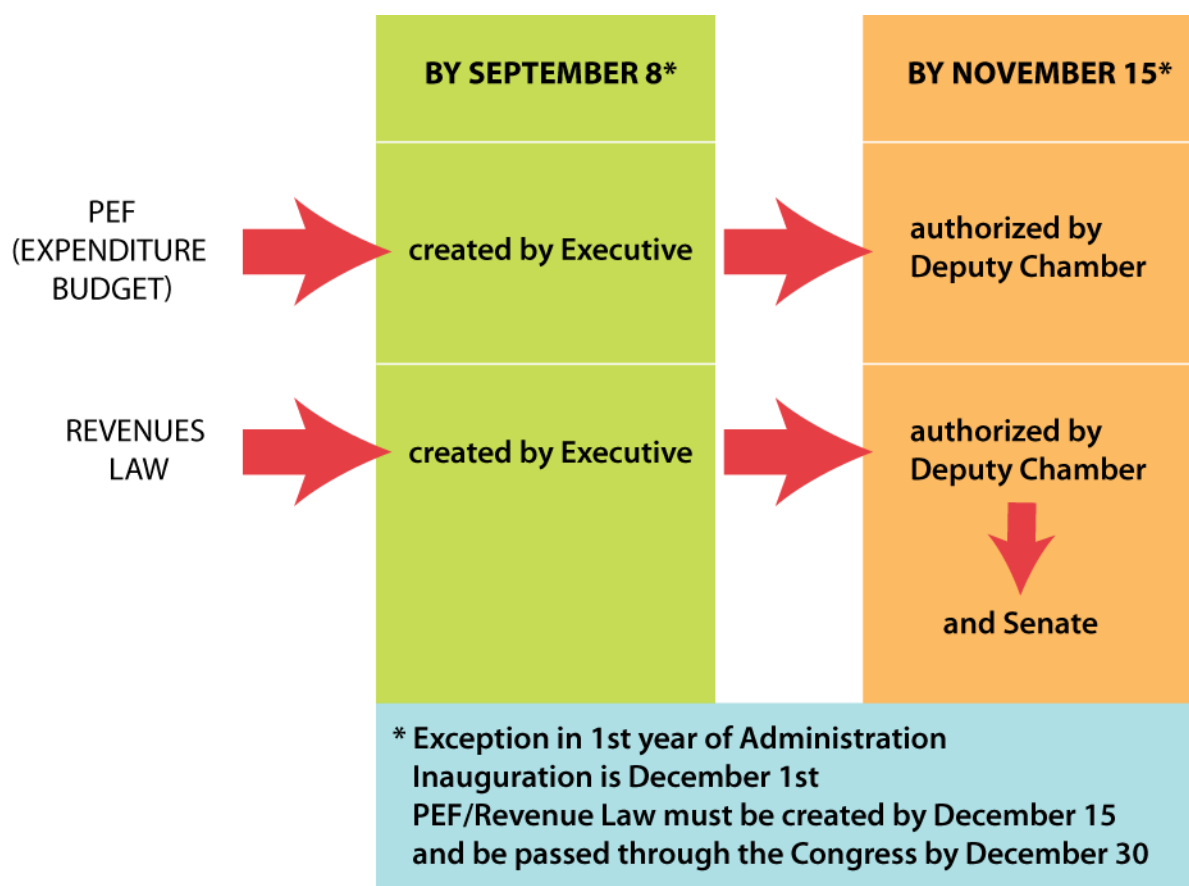 BY SEPTEMBER 8*
BY NOVEMBER 15*
PEF
(EXPENDITURE
BUDGET)
created by Executive
authorized by
Deputy Chamber
REVENUES
LAW
created by Executive
authorized by
Deputy Chamber
and Senate
* Exception in 1st year of Administration
Inauguration is December 1st
PEF/Revenue Law must be created by December 15
and be passed through the Congress by December 30